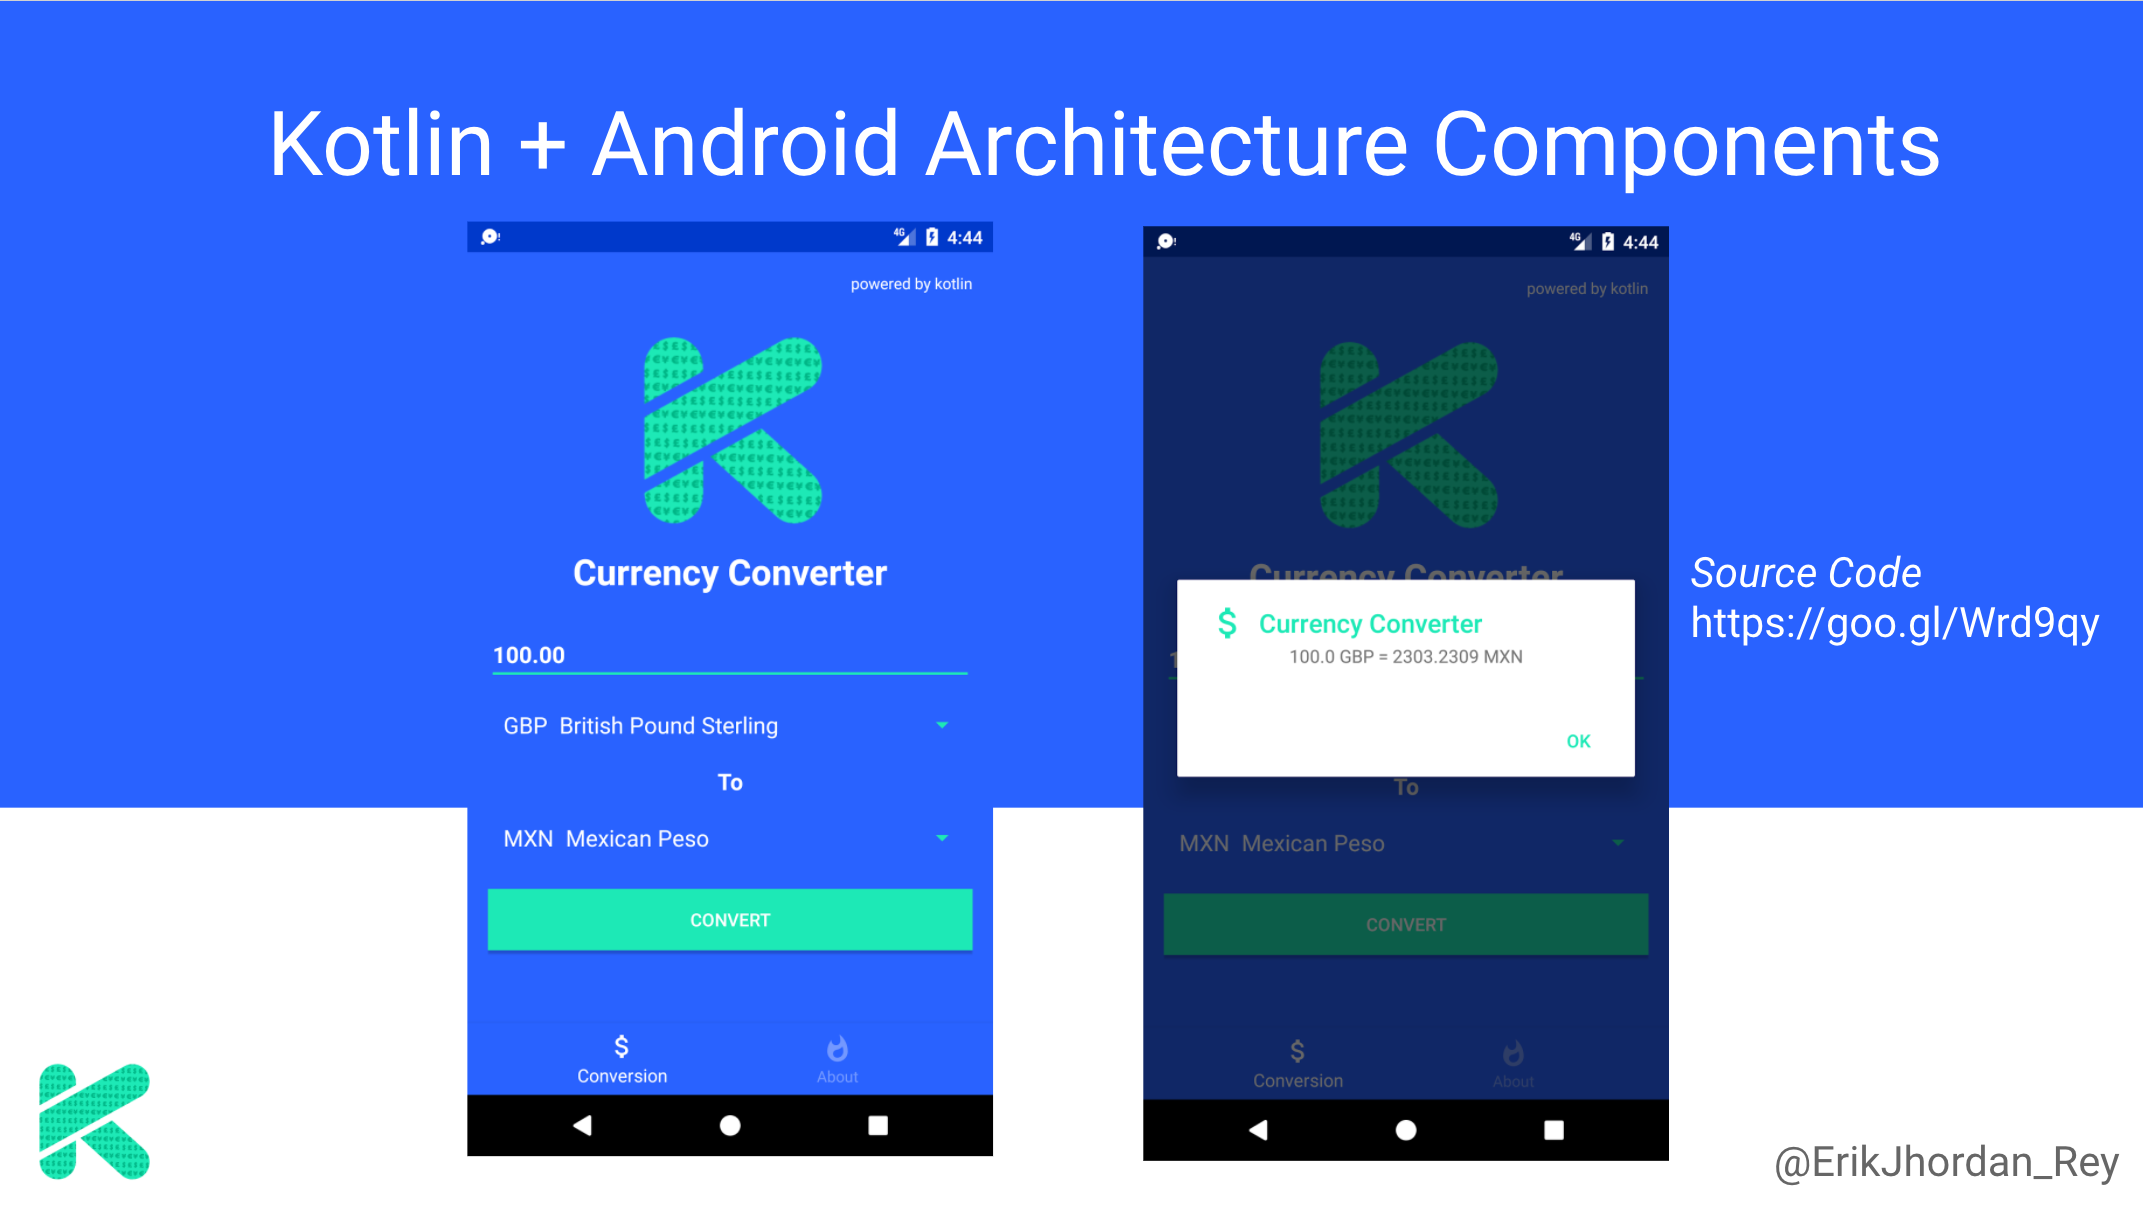 Kotlin + Android Architecture Components
4G 4:44
powered by kotlin
Currency Converter
100.00
GBP British Pound Sterling
To
MXN Mexican Peso
CONVERT
$
Conversion
About
4G 4:44
powered by kotlin
Currency Converter
$ Currency Converter
100.0 GBP = 2303.2309 MXN
OK
To
MXN Mexican Peso
CONVERT
$
Conversion
About
Source Code
https://goo.gl/Wrd9qy
@ErikJhordan_Rey